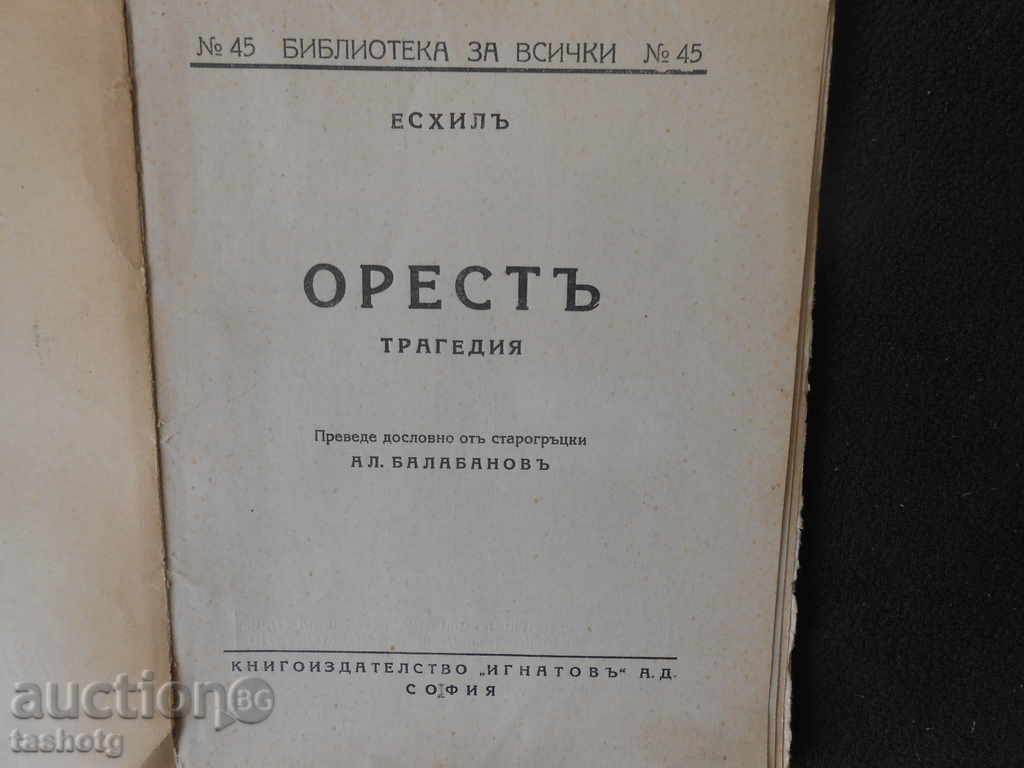 № 45 БИБЛИОТЕКА ЗА ВСИЧКИ № 45
ЕСХИЛЪ
ОРЕСТЪ
ТРАГЕДИЯ
Преведе дословно отъ старогръцки
АЛ. БАЛАБАНОВЪ
КНИГОИЗДАТЕЛСТВО „ИГНАТОВЪ“ А. Д.
СОФИЯ
auction BG
tashotg